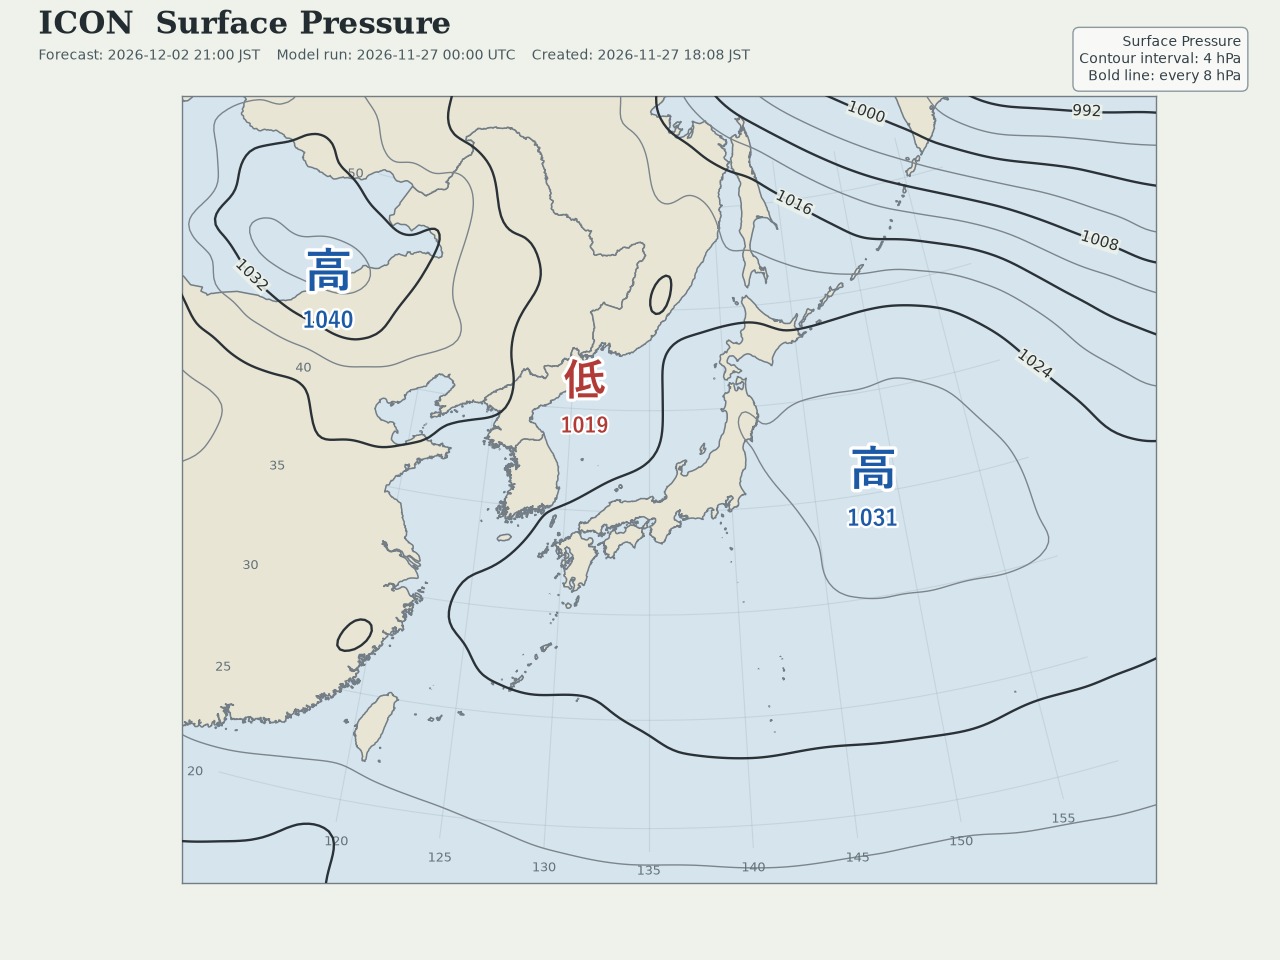 ICON  Surface Pressure
Forecast: 2026-12-02 21:00 JST    Model run: 2026-11-27 00:00 UTC    Created: 2026-11-27 18:08 JST
Surface Pressure
Contour interval: 4 hPa
Bold line: every 8 hPa
1000
992
50
1016
1008
1032
高
1040
1024
40
低
1019
35
高
1031
30
25
20
120
125
130
135
140
145
150
155